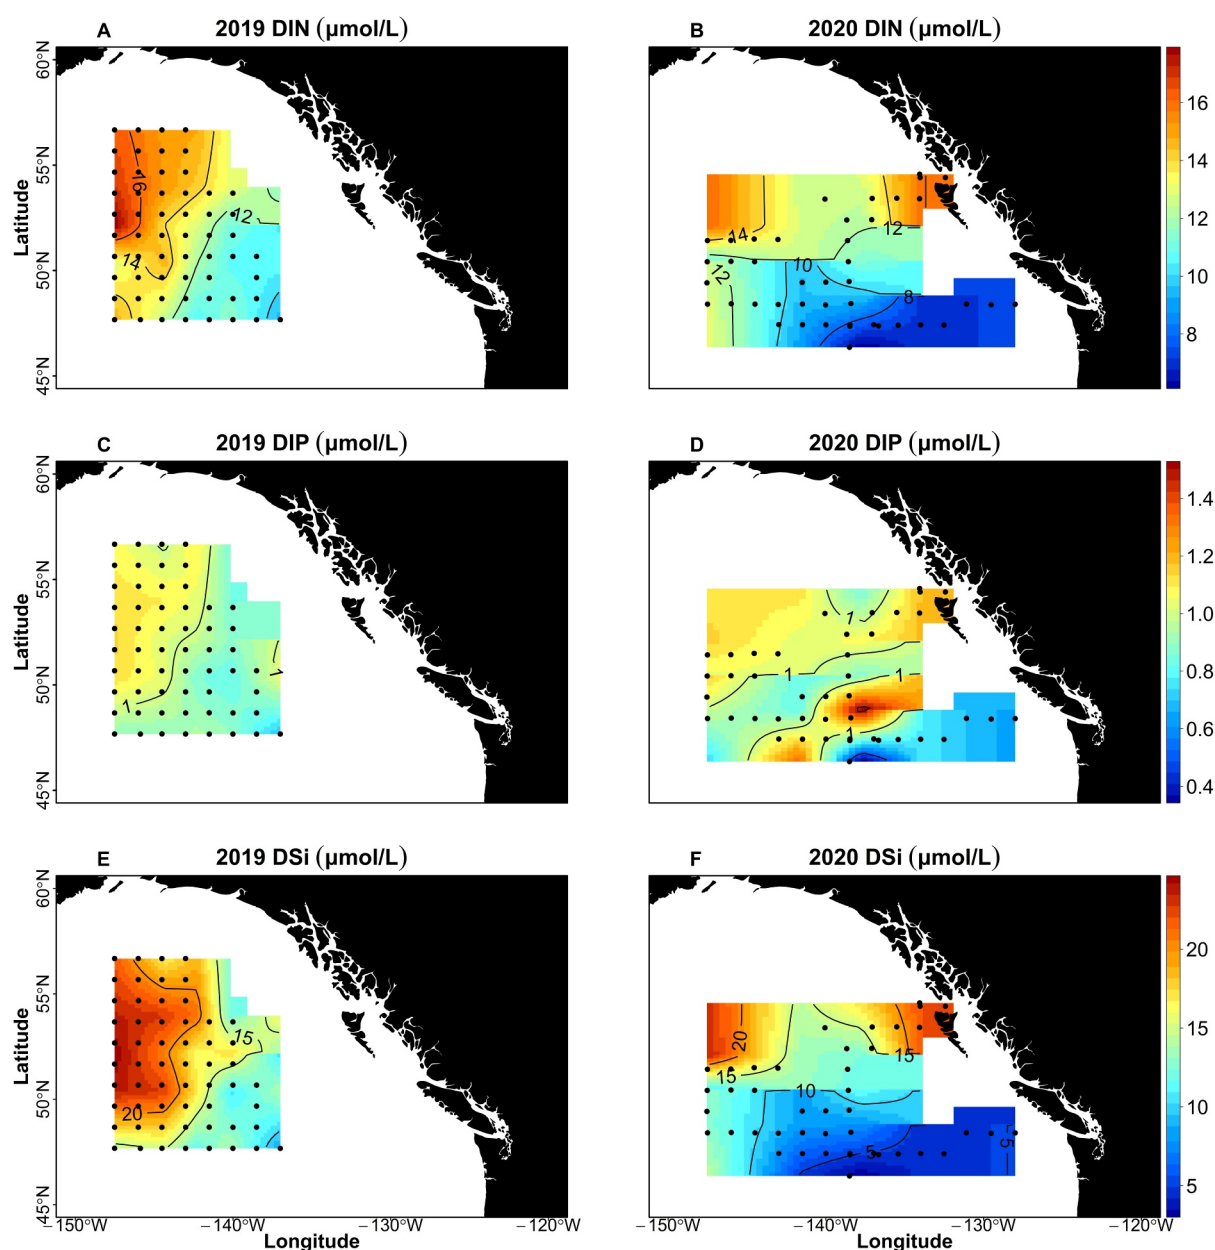 A 2019 DIN (µmol/L)
B 2020 DIN (µmol/L)
60°N
55°N
50°N
45°N
Latitude
16
14
12
14
12
10
12
8
16
14
12
10
8
C 2019 DIP (µmol/L)
D 2020 DIP (µmol/L)
60°N
55°N
50°N
45°N
Latitude
1
1
1
1
1
1
1.4
1.2
1.0
0.8
0.6
0.4
E 2019 DSi (µmol/L)
F 2020 DSi (µmol/L)
60°N
55°N
50°N
45°N
Latitude
15
20
20
15
15
10
5
5
20
15
10
5
−150°W
−140°W
−130°W
−120°W
Longitude
−150°W
−140°W
−130°W
−120°W
Longitude